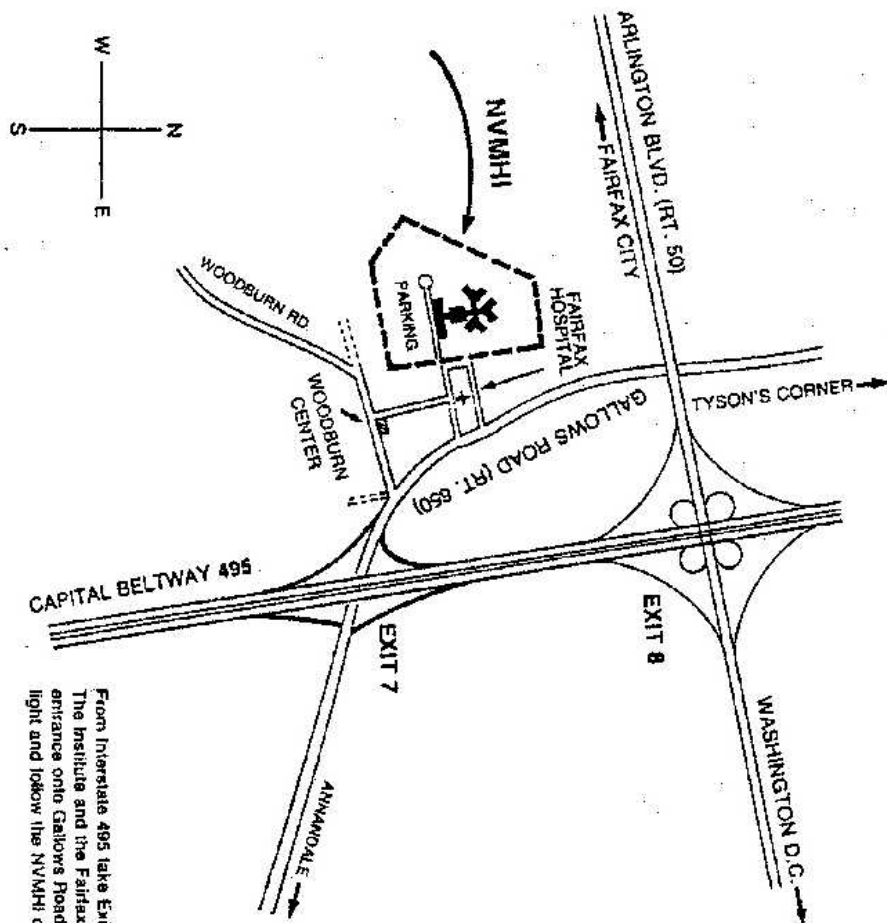 W
N
S
E
NVMHI
ARLINGTON BLVD. (RT. 50)
FAIRFAX CITY
FAIRFAX
HOSPITAL
PARKING
WOODBURN RD.
WOODBURN
CENTER
GALLOWS ROAD (RT. 650)
TYSON'S CORNER
CAPITAL BELTWAY 495
EXIT 7
EXIT 8
ANNANDALE
WASHINGTON D.C.
From Interstate 495 take Exi
The Institute and the Fairfax
entrance onto Gallows Road
light and follow the NVMHI d